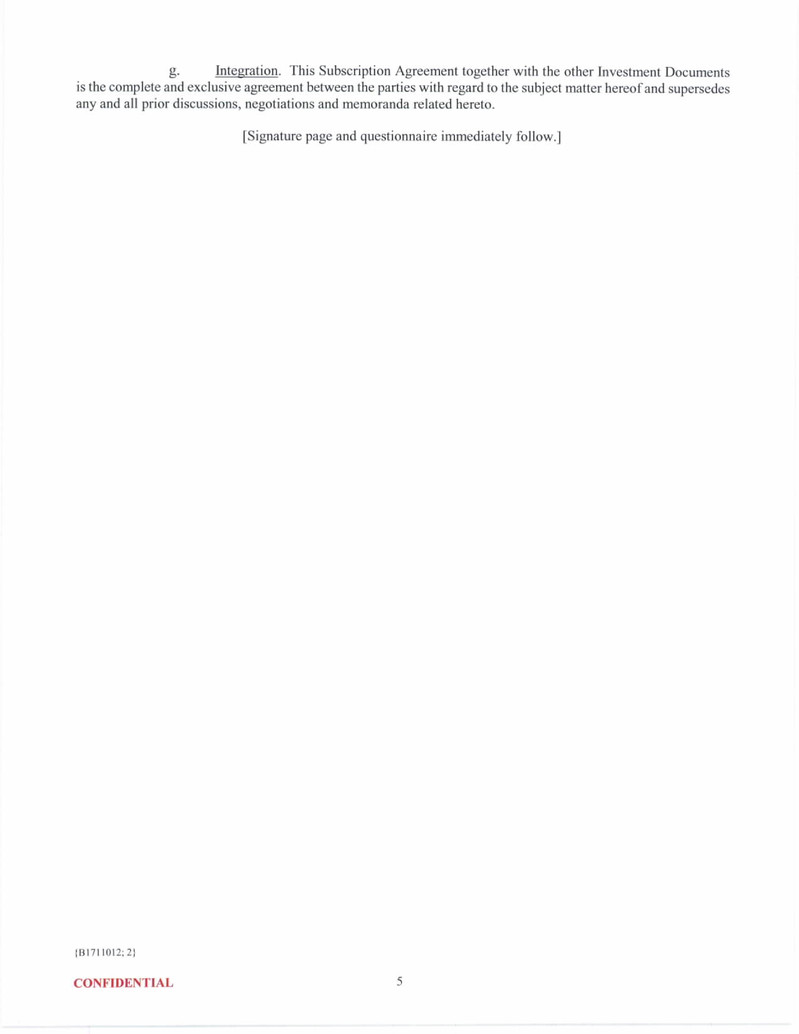 g. Integration. This Subscription Agreement together with the other Investment Documents
is the complete and exclusive agreement between the parties with regard to the subject matter hereof and supersedes
any and all prior discussions, negotiations and memoranda related hereto.
[Signature page and questionnaire immediately follow.]
{B1711012; 2}
CONFIDENTIAL 5